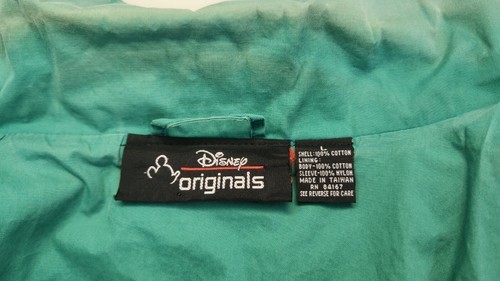 Disney
originals
L
SHELL:100% COTTON
LINING:
BODY-100% COTTON
SLEEVE-100% NYLON
MADE IN TAIWAN
RN 64167
SEE REVERSE FOR CARE